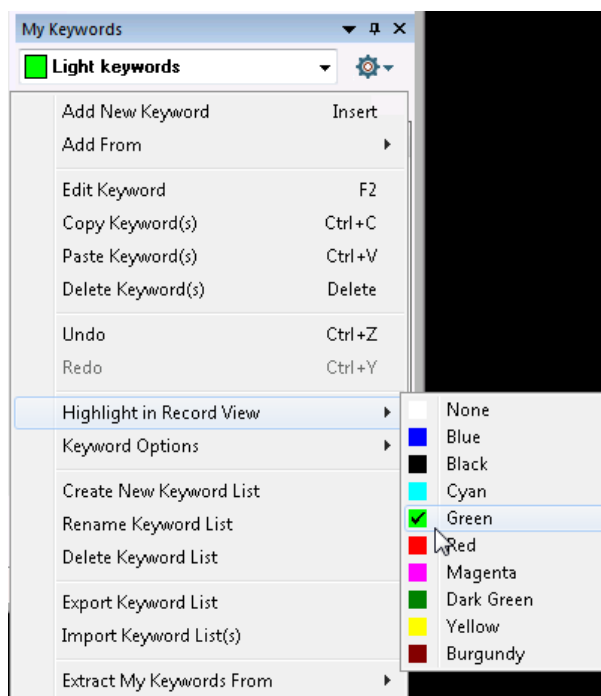 My Keywords
Light keywords
Add New Keyword Insert
Add From
Edit Keyword F2
Copy Keyword(s) Ctrl+C
Paste Keyword(s) Ctrl+V
Delete Keyword(s) Delete
Undo Ctrl+Z
Redo Ctrl+Y
Highlight in Record View
Keyword Options
Create New Keyword List
Rename Keyword List
Delete Keyword List
Export Keyword List
Import Keyword List(s)
Extract My Keywords From
None
Blue
Black
Cyan
Green
Red
Magenta
Dark Green
Yellow
Burgundy